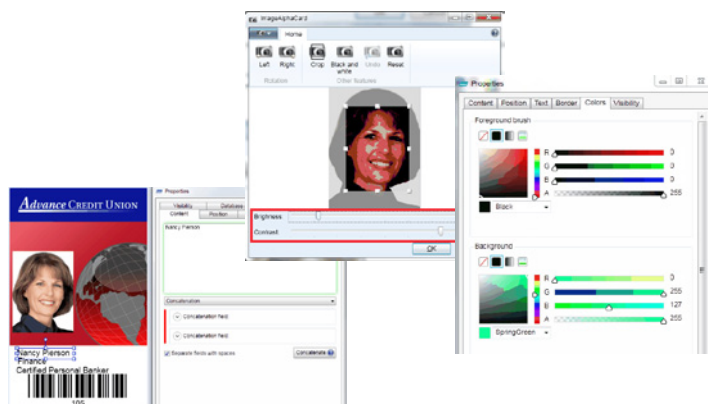 ImageAlphaCard
Home
Left
Right
Crop
Black and white
Undo
Reset
Rotation
Other features
Brightness
Contrast
OK
Properties
Content
Position
Text
Border
Colors
Visibility
Foreground brush
R
0
G
0
B
0
A
255
Black
Background
R
0
G
255
B
127
A
255
SpringGreen
Advance CREDIT UNION
Nancy Pierson
Finance
Certified Personal Banker
105
Properties
Visibility
Database
Content
Position
Nancy Pierson
Concatenation
Concatenation field
Concatenation field
Separate fields with spaces
Concatenate